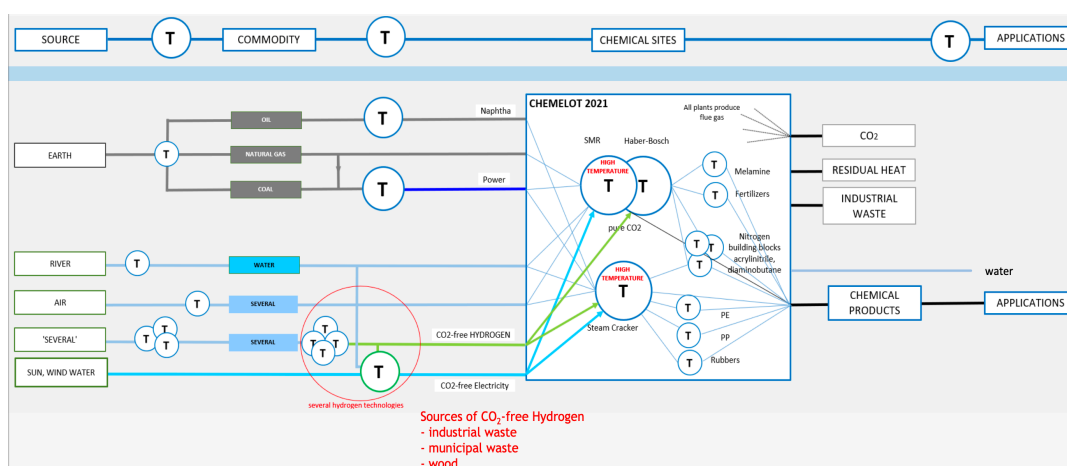 SOURCE
T
COMMODITY
T
CHEMICAL SITES
T
APPLICATIONS
CHEMELOT 2021
Naphtha
OIL
T
All plants produce
flue gas
CO2
SMR
Haber-Bosch
EARTH
T
NATURAL GAS
HIGH
TEMPERATURE
T
T
T
Melamine
RESIDUAL HEAT
COAL
T
Power
T
Fertilizers
INDUSTRIAL
WASTE
pure CO2
Nitrogen
building blocks
acrylinitrile,
diaminobutane
T
T
T
RIVER
T
WATER
water
HIGH
TEMPERATURE
T
Steam Cracker
AIR
T
SEVERAL
CHEMICAL
PRODUCTS
APPLICATIONS
T
PE
T
PP
T
Rubbers
'SEVERAL'
T
T
T
SEVERAL
T
T
T
T
CO2-free HYDROGEN
SUN, WIND WATER
T
CO2-free Electricity
several hydrogen technologies
Sources of CO2-free Hydrogen
- industrial waste
- municipal waste
- wood